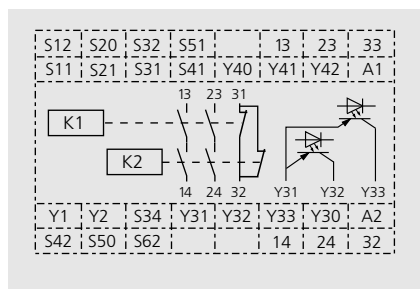 S12 S20 S32 S51 13 23 33
S11 S21 S31 S41 Y40 Y41 Y42 A1
13 23 31
K1
K2
14 24 32 Y31 Y32 Y33
Y1 Y2 S34 Y31 Y32 Y33 Y30 A2
S42 S50 S62 14 24 32